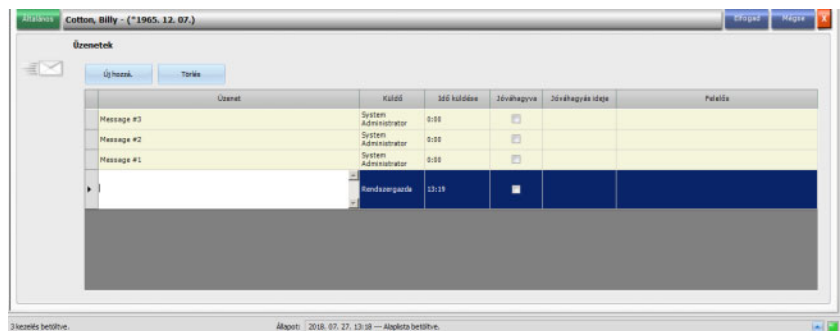 Általános Cotton, Billy - (*1965. 12. 07.) Elfogad Mégse X
Üzenetek
Új hozzá. Törlés
Üzenet Küldő Idő küldése Jóváhagyva Jóváhagyás ideje Felelős
Message #3 System Administrator 0:00
Message #2 System Administrator 0:00
Message #1 System Administrator 0:00
Rendszergazda 13:19
3 kezelés betöltve. Állapot: 2018. 07. 27. 13:18 --- Alaplista betöltve.